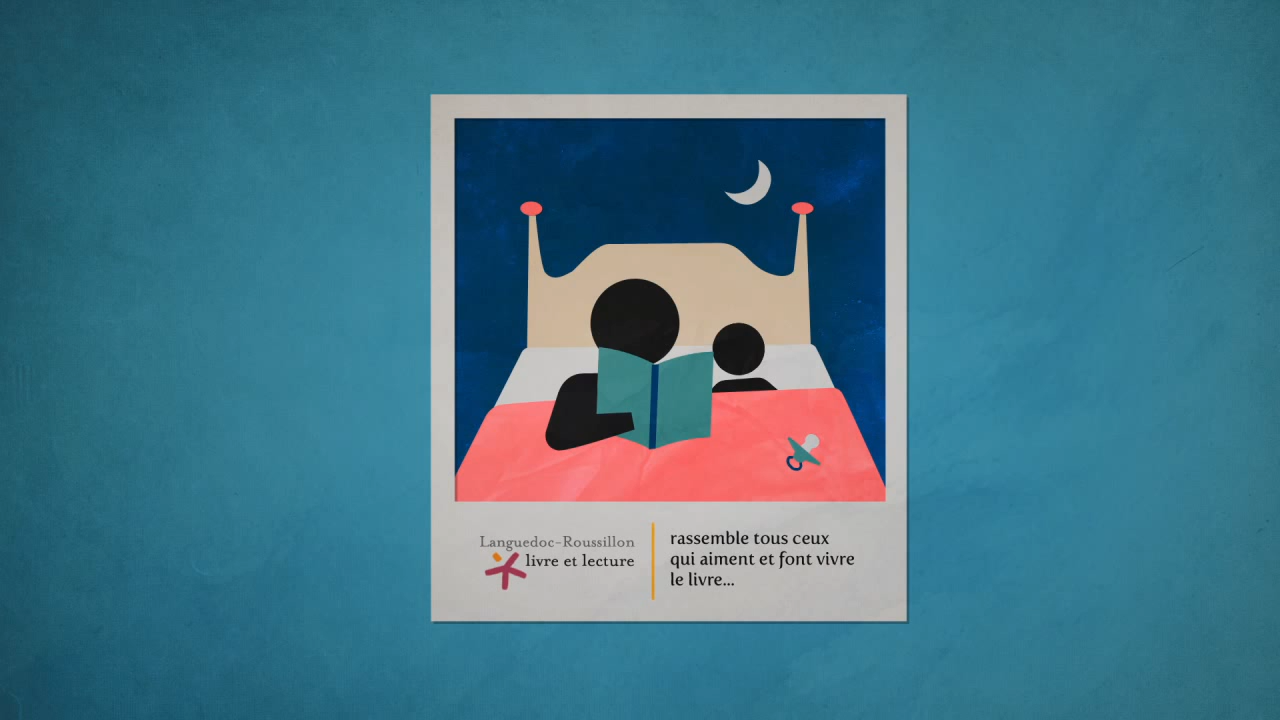 Languedoc-Roussillon
livre et lecture
rassemble tous ceux
qui aiment et font vivre
le livre...